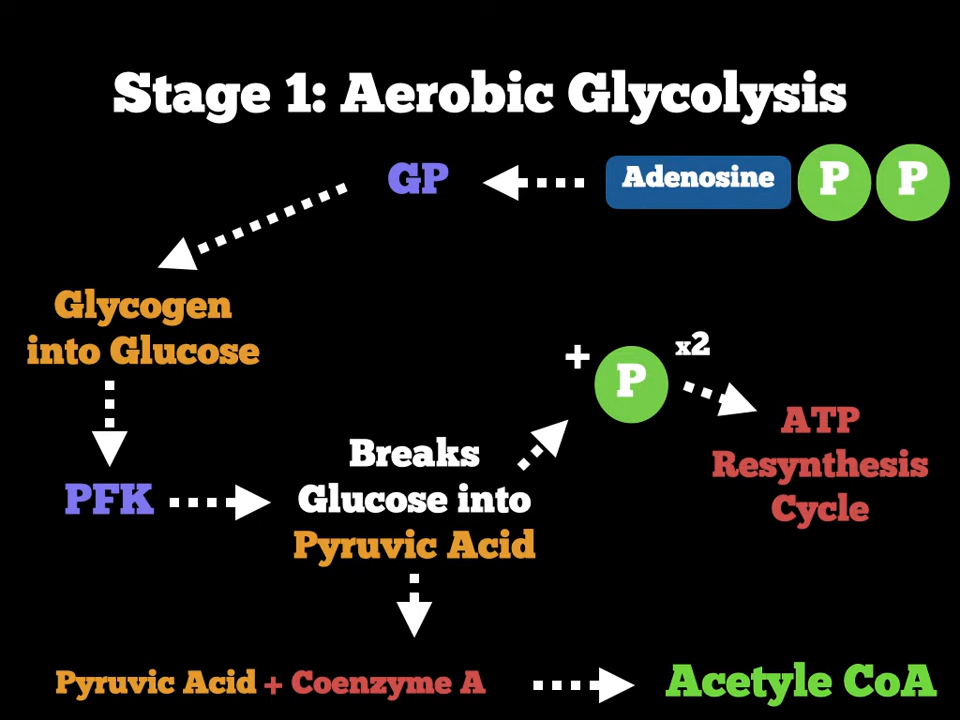 Stage 1: Aerobic Glycolysis
GP
Adenosine P P
Glycogen
into Glucose
+ P x2
ATP
Resynthesis
Cycle
PFK
Breaks
Glucose into
Pyruvic Acid
Pyruvic Acid + Coenzyme A
Acetyle CoA